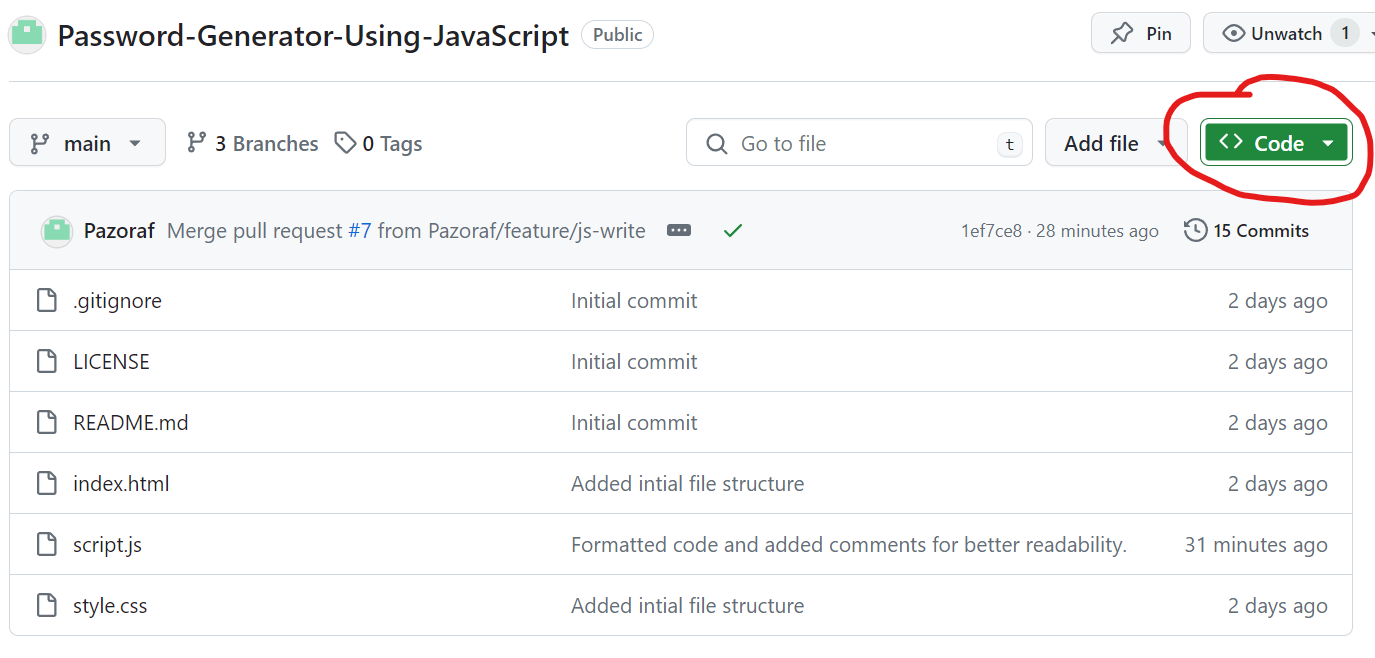 Password-Generator-Using-JavaScript Public Pin Unwatch 1
main 3 Branches 0 Tags Go to file t Add file <> Code
Pazoraf Merge pull request #7 from Pazoraf/feature/js-write 1ef7ce8 · 28 minutes ago 15 Commits
.gitignore Initial commit 2 days ago
LICENSE Initial commit 2 days ago
README.md Initial commit 2 days ago
index.html Added intial file structure 2 days ago
script.js Formatted code and added comments for better readability. 31 minutes ago
style.css Added intial file structure 2 days ago